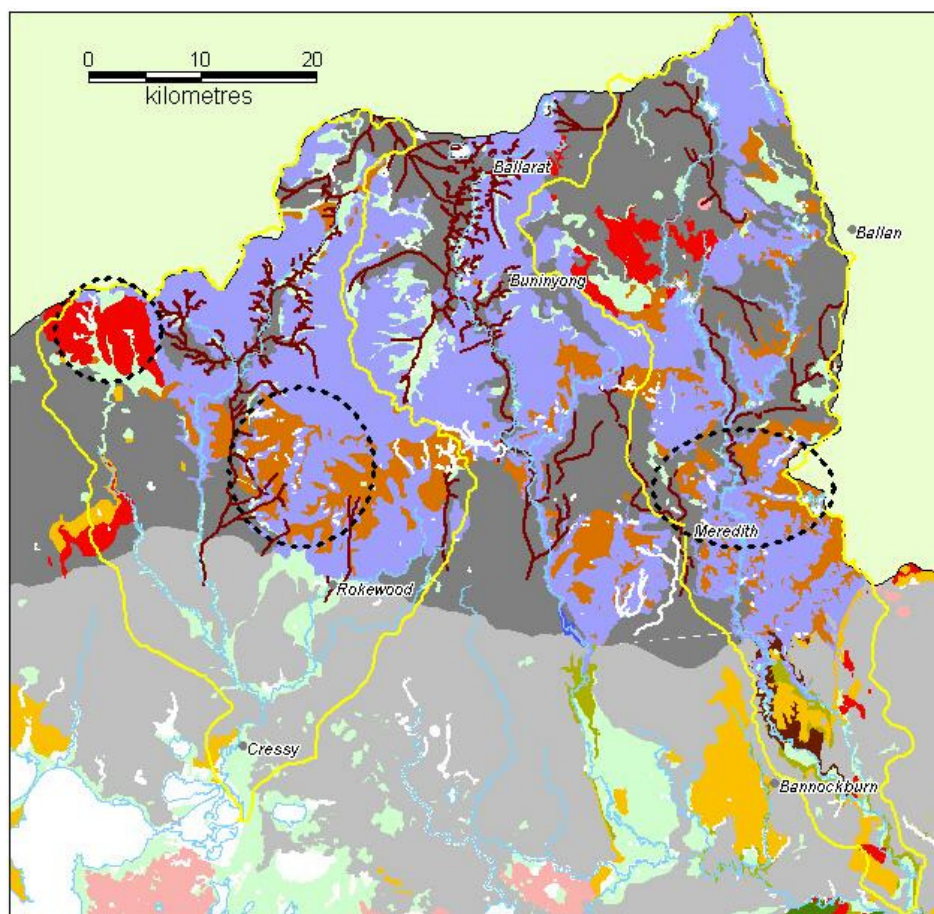 0 10 20
kilometres
Ballarat
Ballan
Buninyong
Meredith
Rokewood
Cressy
Bannockburn